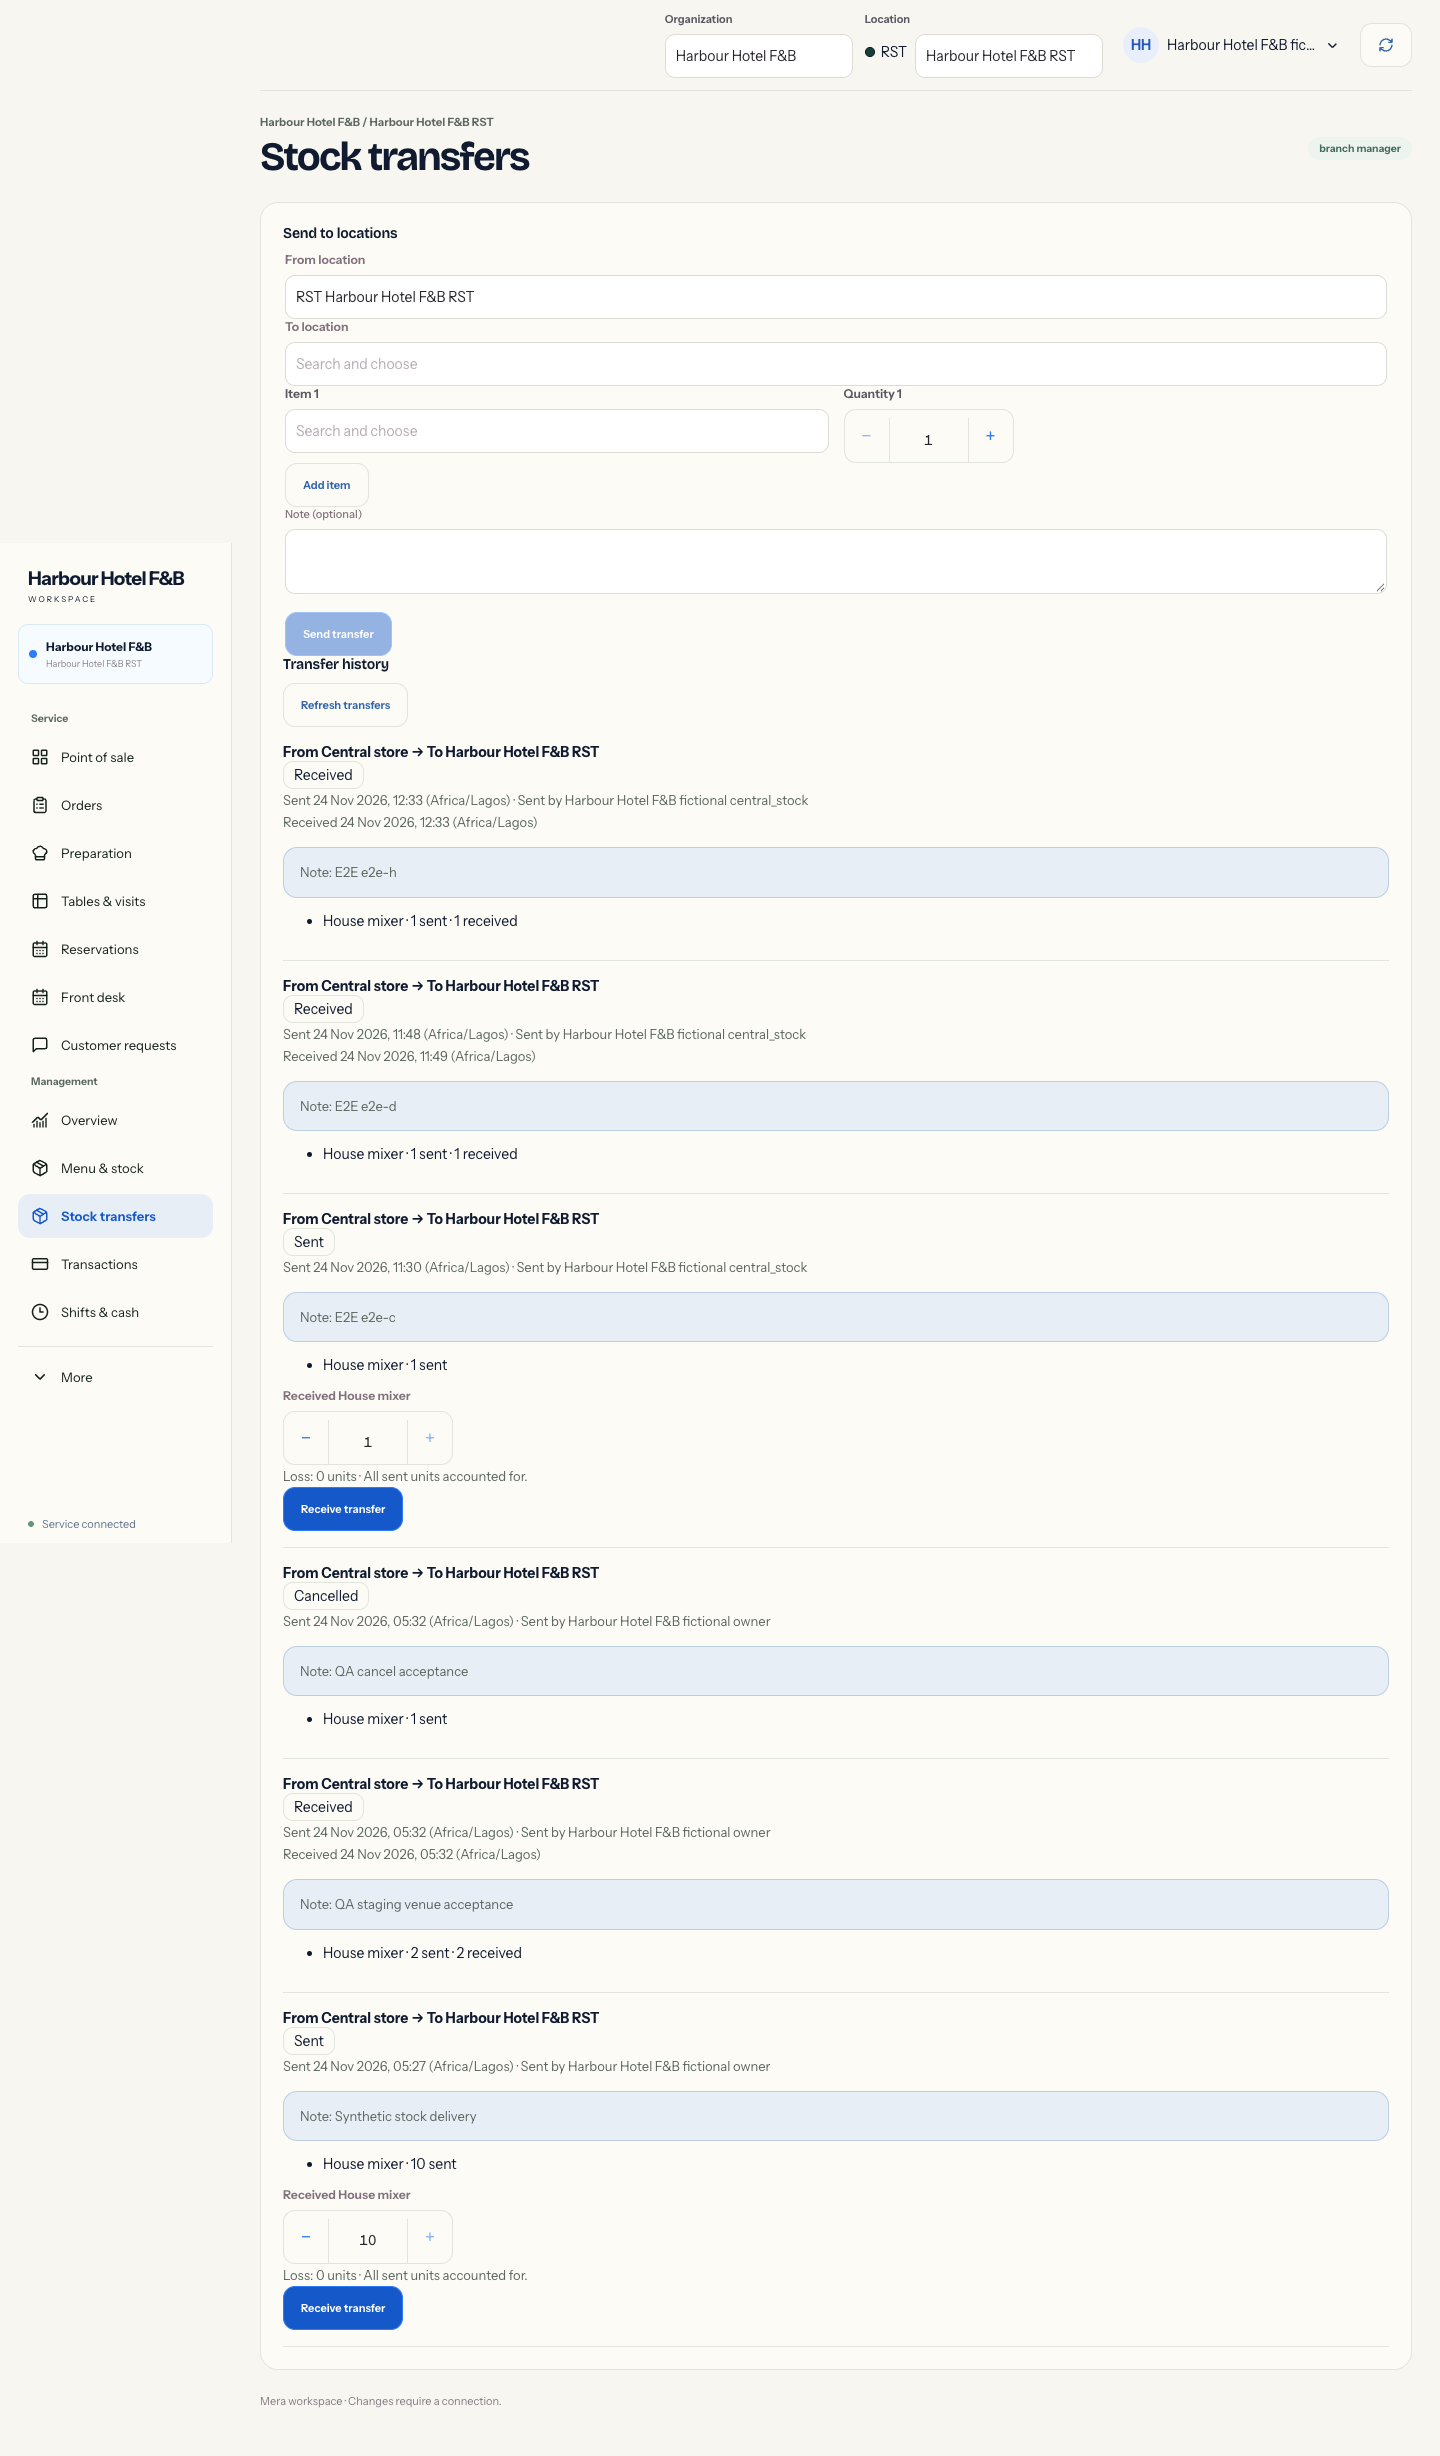 Organization
Location
Harbour Hotel F&B
RST
Harbour Hotel F&B RST
HH
Harbour Hotel F&B fic...
Harbour Hotel F&B / Harbour Hotel F&B RST
Stock transfers
branch manager
Send to locations
From location
RST Harbour Hotel F&B RST
To location
Search and choose
Item 1
Quantity 1
Search and choose
− 1 +
Add item
Note (optional)
Send transfer
Transfer history
Refresh transfers
From Central store → To Harbour Hotel F&B RST
Received
Sent 24 Nov 2026, 12:33 (Africa/Lagos) · Sent by Harbour Hotel F&B fictional central_stock
Received 24 Nov 2026, 12:33 (Africa/Lagos)
Note: E2E e2e-h
• House mixer · 1 sent · 1 received
From Central store → To Harbour Hotel F&B RST
Received
Sent 24 Nov 2026, 11:48 (Africa/Lagos) · Sent by Harbour Hotel F&B fictional central_stock
Received 24 Nov 2026, 11:49 (Africa/Lagos)
Note: E2E e2e-d
• House mixer · 1 sent · 1 received
From Central store → To Harbour Hotel F&B RST
Sent
Sent 24 Nov 2026, 11:30 (Africa/Lagos) · Sent by Harbour Hotel F&B fictional central_stock
Note: E2E e2e-c
• House mixer · 1 sent
Received House mixer
− 1 +
Loss: 0 units · All sent units accounted for.
Receive transfer
From Central store → To Harbour Hotel F&B RST
Cancelled
Sent 24 Nov 2026, 05:32 (Africa/Lagos) · Sent by Harbour Hotel F&B fictional owner
Note: QA cancel acceptance
• House mixer · 1 sent
From Central store → To Harbour Hotel F&B RST
Received
Sent 24 Nov 2026, 05:32 (Africa/Lagos) · Sent by Harbour Hotel F&B fictional owner
Received 24 Nov 2026, 05:32 (Africa/Lagos)
Note: QA staging venue acceptance
• House mixer · 2 sent · 2 received
From Central store → To Harbour Hotel F&B RST
Sent
Sent 24 Nov 2026, 05:27 (Africa/Lagos) · Sent by Harbour Hotel F&B fictional owner
Note: Synthetic stock delivery
• House mixer · 10 sent
Received House mixer
− 10 +
Loss: 0 units · All sent units accounted for.
Receive transfer
Mera workspace · Changes require a connection.
Harbour Hotel F&B
WORKSPACE
Harbour Hotel F&B
Harbour Hotel F&B RST
Service
Point of sale
Orders
Preparation
Tables & visits
Reservations
Front desk
Customer requests
Management
Overview
Menu & stock
Stock transfers
Transactions
Shifts & cash
More
Service connected